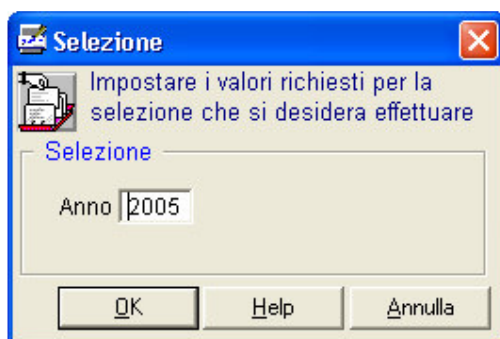 Selezione
Impostare i valori richiesti per la
selezione che si desidera effettuare
Selezione
Anno 2005
OK Help Annulla